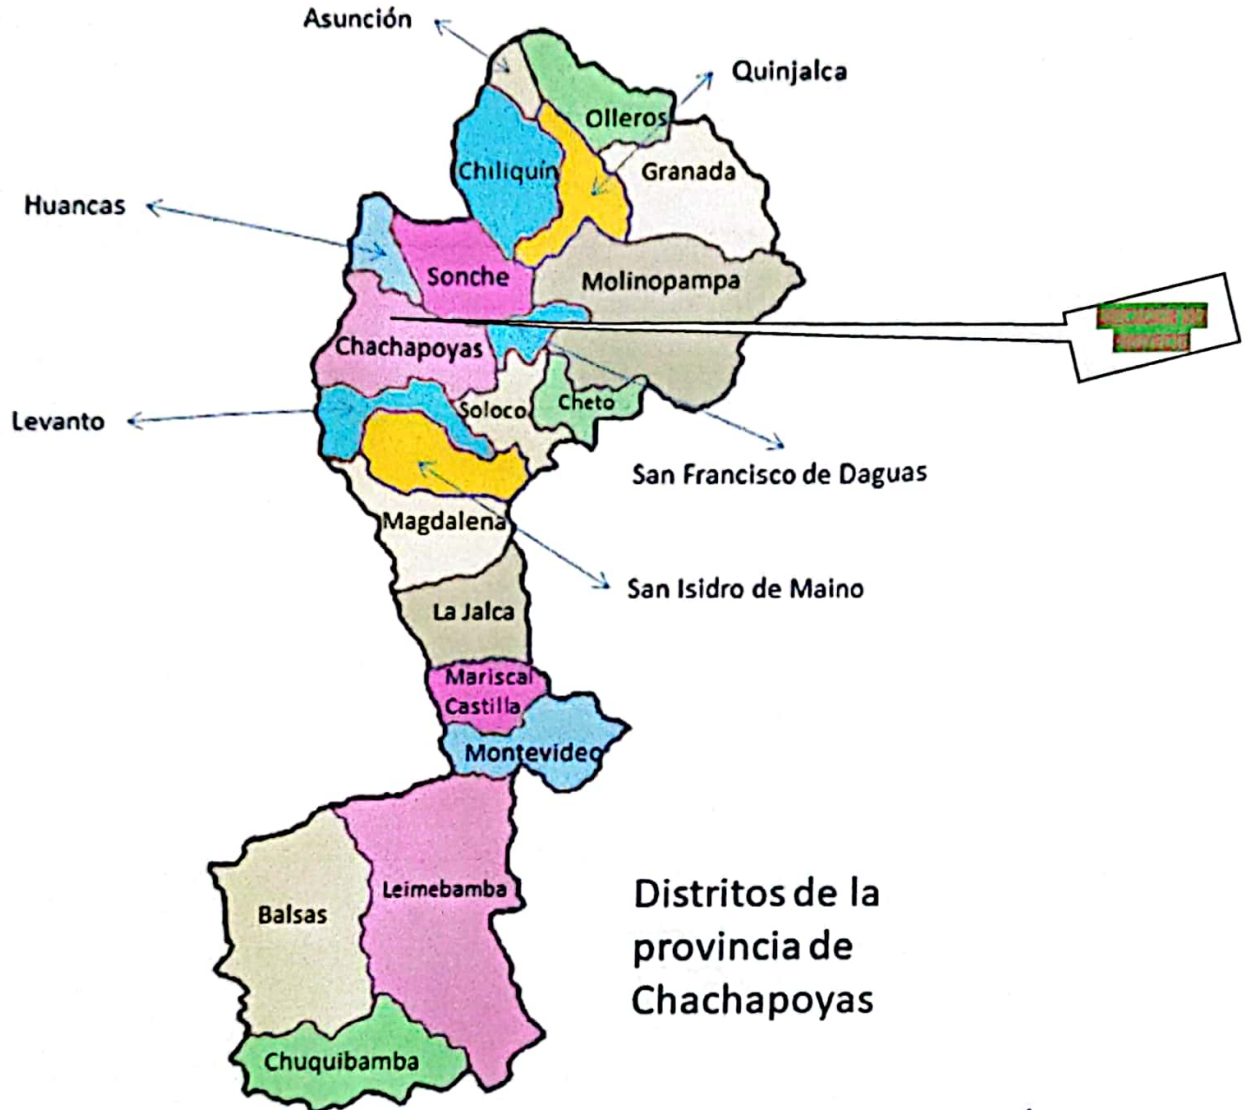 Asunción
Quinjalca
Olleros
Chiliquín
Granada
Huancas
Sonche
Molinopampa
Chachapoyas
Levanto
Soloco
Cheto
San Francisco de Daguas
Magdalena
San Isidro de Maino
La Jalca
Mariscal
Castilla
Montevideo
Leimebamba
Balsas
Distritos de la
provincia de
Chachapoyas
Chuquibamba